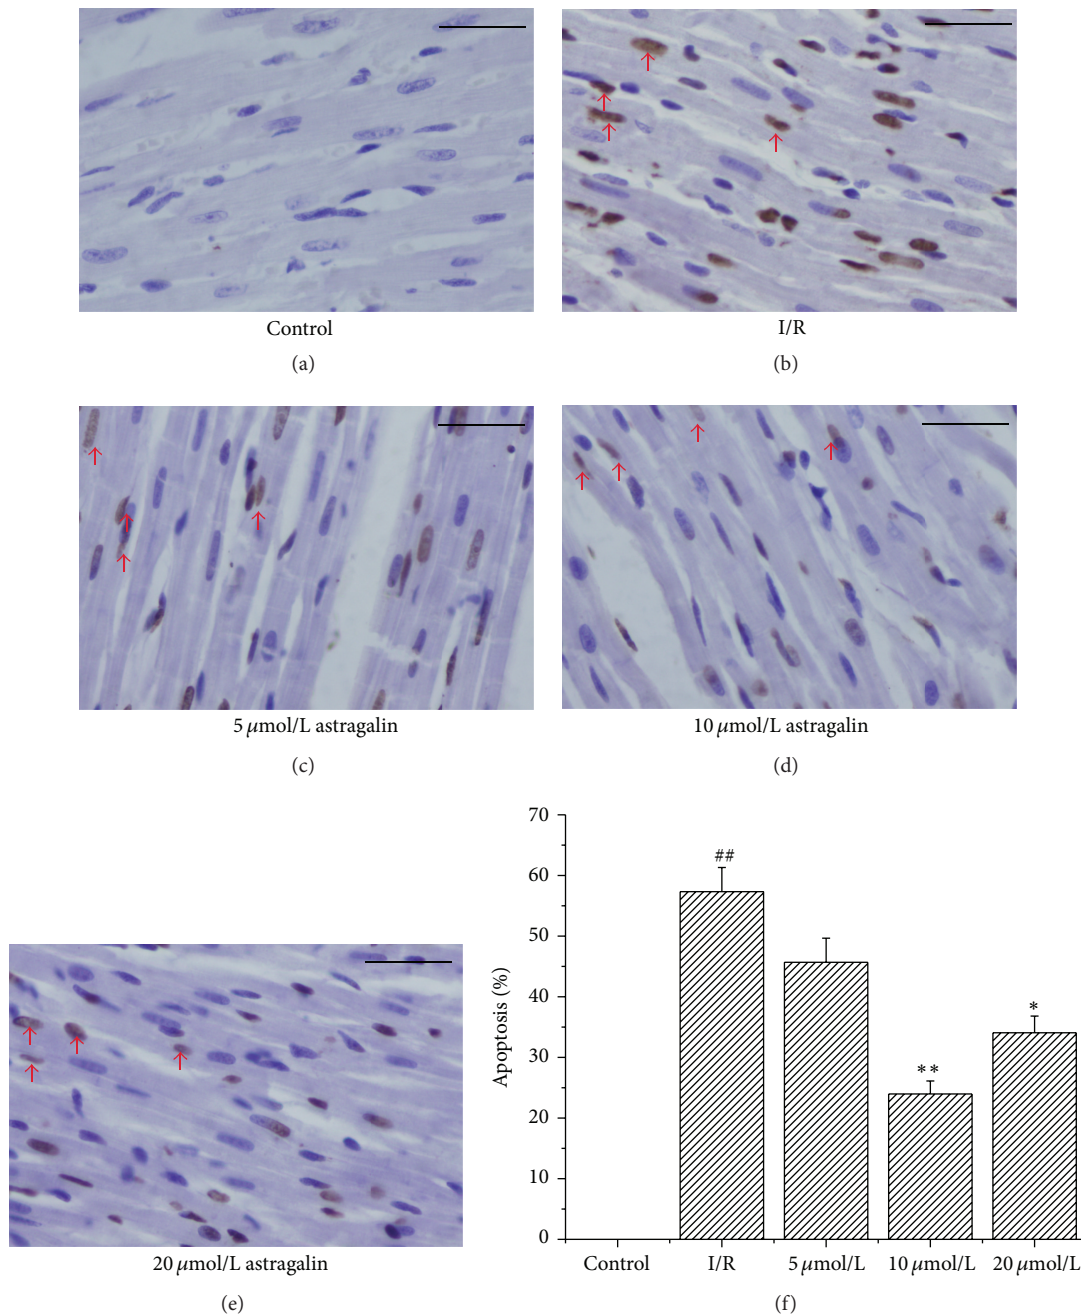 Control
(a)
I/R
(b)
5 μmol/L astragalin
(c)
10 μmol/L astragalin
(d)
20 μmol/L astragalin
(e)
Apoptosis (%)
70
60
50
40
30
20
10
0
##
**
*
Control I/R 5 μmol/L 10 μmol/L 20 μmol/L
(f)